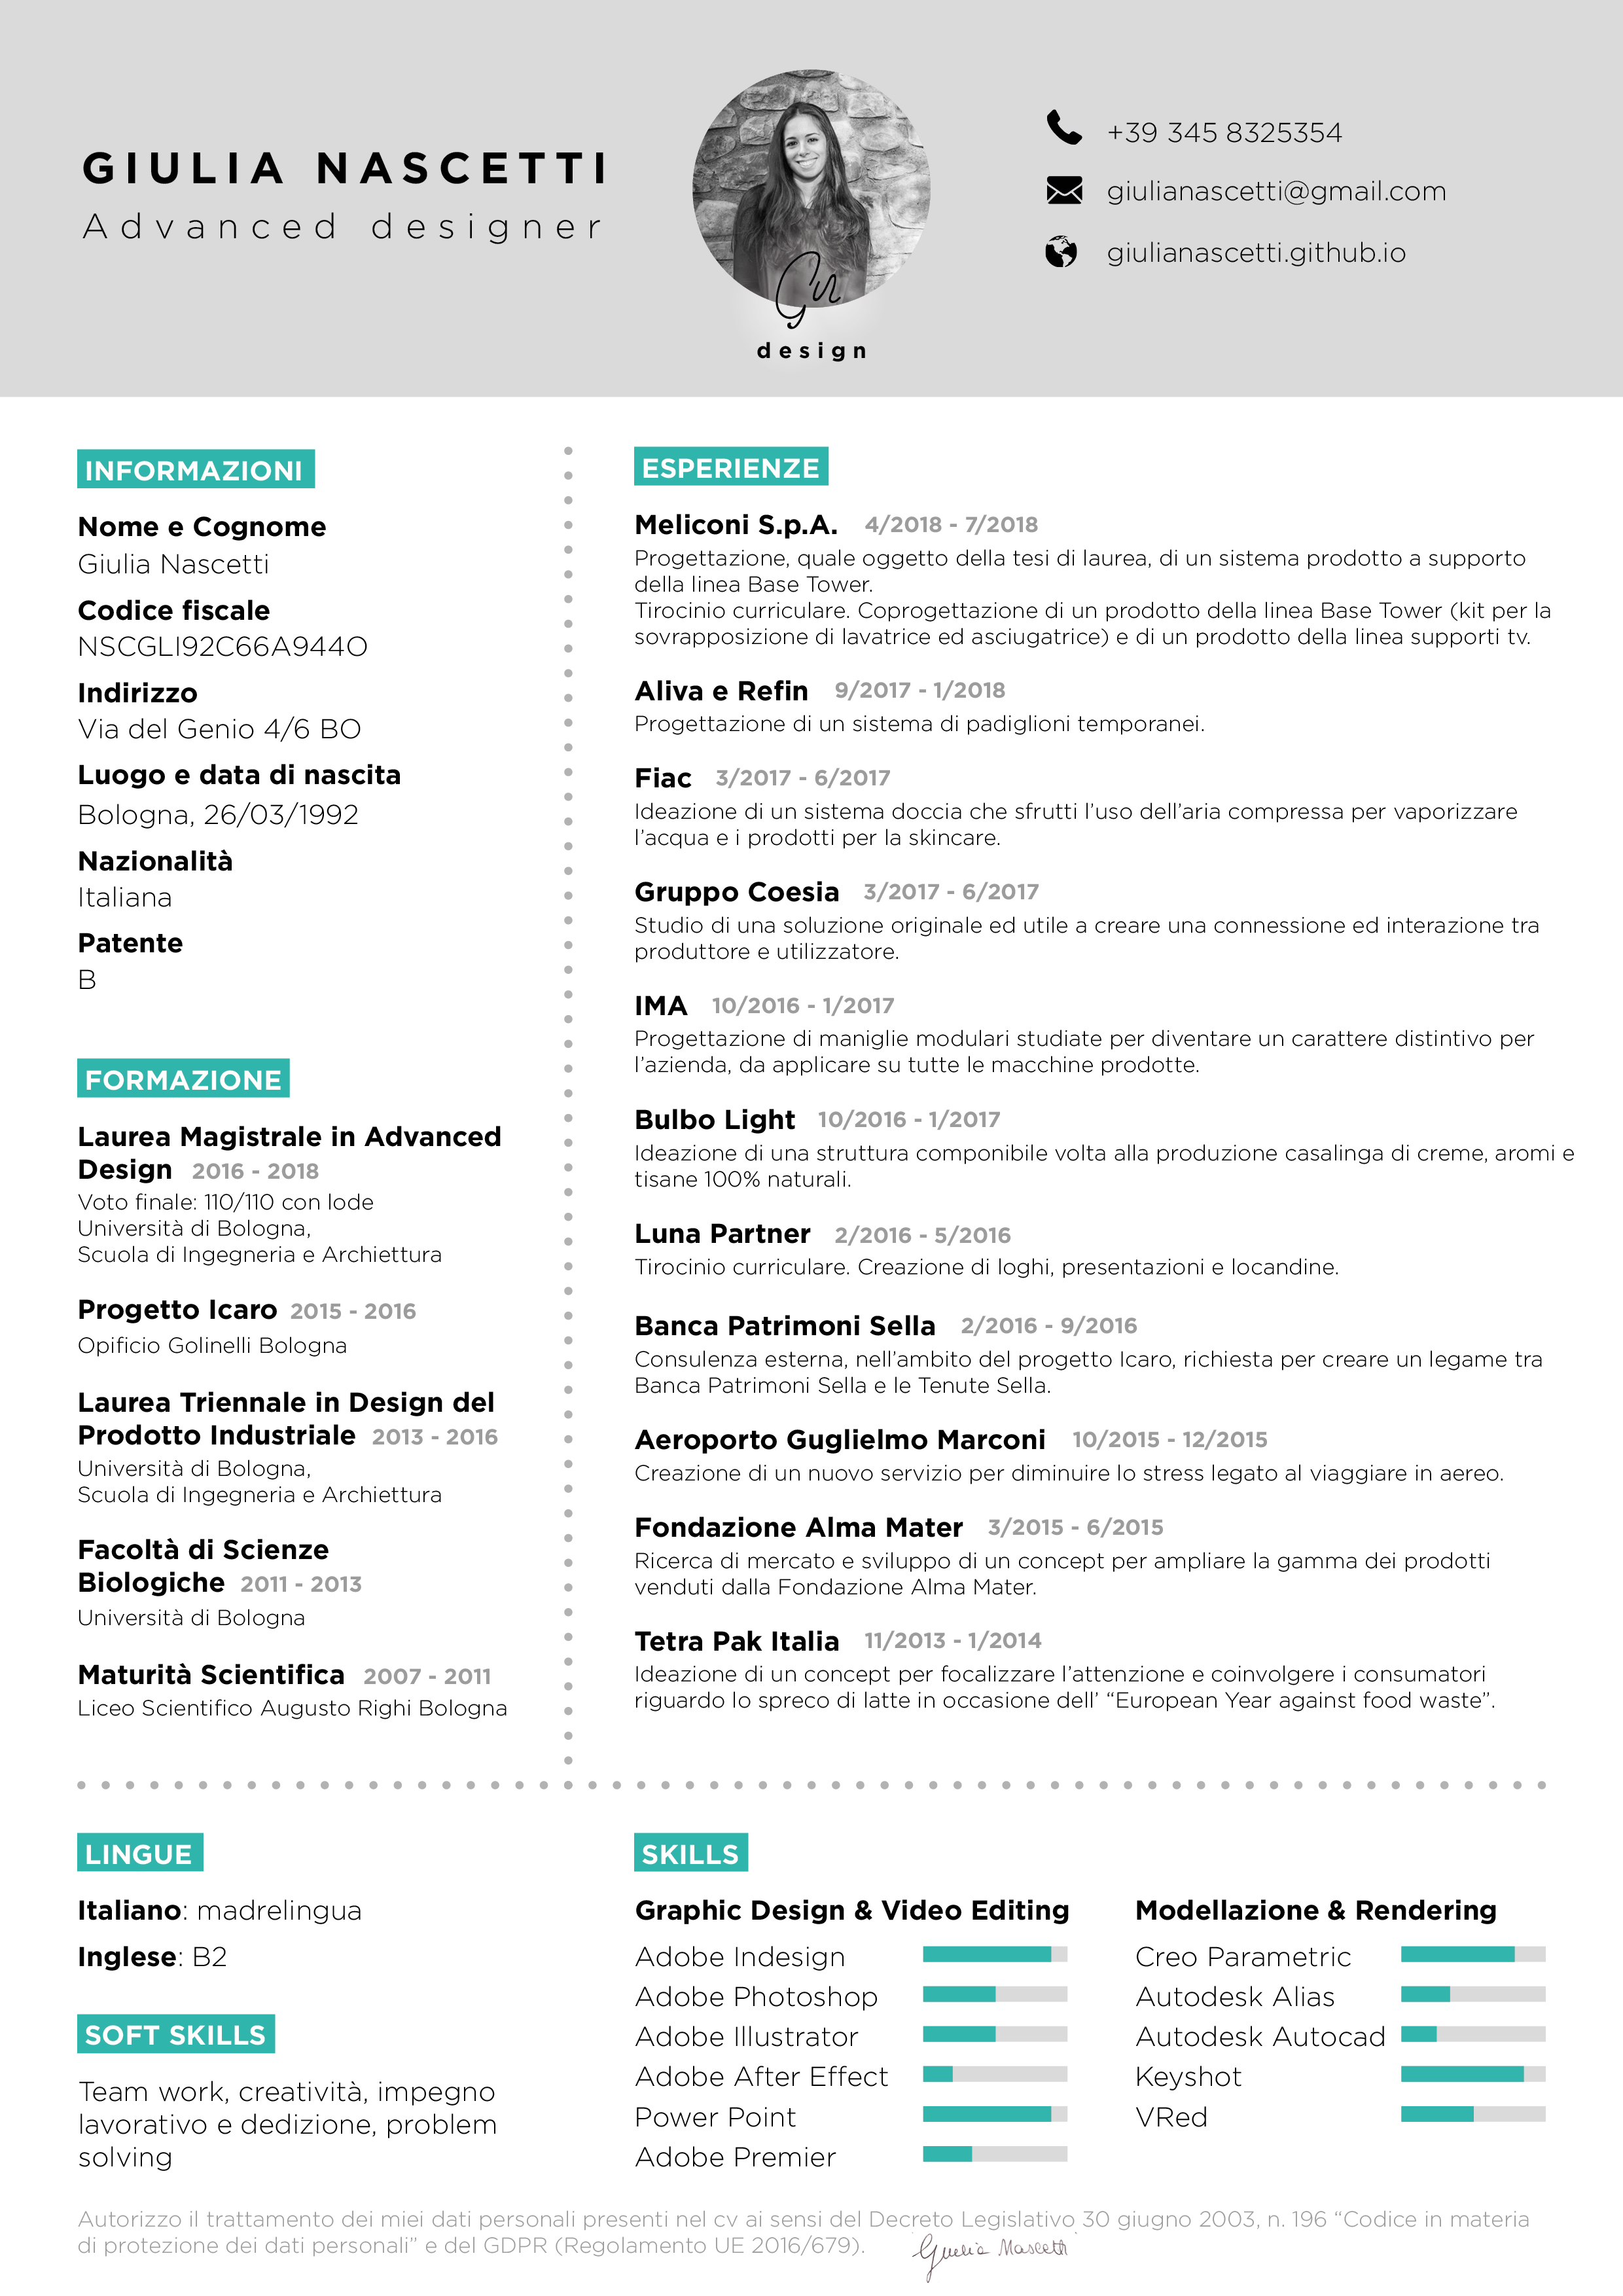 GIULIA NASCETTI
Advanced designer
Gn
design
+39 345 8325354
giulianascetti@gmail.com
giulianascetti.github.io
INFORMAZIONI
Nome e Cognome
Giulia Nascetti
Codice fiscale
NSCGLI92C66A944O
Indirizzo
Via del Genio 4/6 BO
Luogo e data di nascita
Bologna, 26/03/1992
Nazionalità
Italiana
Patente
B
FORMAZIONE
Laurea Magistrale in Advanced
Design 2016 - 2018
Voto finale: 110/110 con lode
Università di Bologna,
Scuola di Ingegneria e Archiettura
Progetto Icaro 2015 - 2016
Opificio Golinelli Bologna
Laurea Triennale in Design del
Prodotto Industriale 2013 - 2016
Università di Bologna,
Scuola di Ingegneria e Archiettura
Facoltà di Scienze
Biologiche 2011 - 2013
Università di Bologna
Maturità Scientifica 2007 - 2011
Liceo Scientifico Augusto Righi Bologna
ESPERIENZE
Meliconi S.p.A. 4/2018 - 7/2018
Progettazione, quale oggetto della tesi di laurea, di un sistema prodotto a supporto
della linea Base Tower.
Tirocinio curriculare. Coprogettazione di un prodotto della linea Base Tower (kit per la
sovrapposizione di lavatrice ed asciugatrice) e di un prodotto della linea supporti tv.
Aliva e Refin 9/2017 - 1/2018
Progettazione di un sistema di padiglioni temporanei.
Fiac 3/2017 - 6/2017
Ideazione di un sistema doccia che sfrutti l'uso dell'aria compressa per vaporizzare
l'acqua e i prodotti per la skincare.
Gruppo Coesia 3/2017 - 6/2017
Studio di una soluzione originale ed utile a creare una connessione ed interazione tra
produttore e utilizzatore.
IMA 10/2016 - 1/2017
Progettazione di maniglie modulari studiate per diventare un carattere distintivo per
l'azienda, da applicare su tutte le macchine prodotte.
Bulbo Light 10/2016 - 1/2017
Ideazione di una struttura componibile volta alla produzione casalinga di creme, aromi e
tisane 100% naturali.
Luna Partner 2/2016 - 5/2016
Tirocinio curriculare. Creazione di loghi, presentazioni e locandine.
Banca Patrimoni Sella 2/2016 - 9/2016
Consulenza esterna, nell'ambito del progetto Icaro, richiesta per creare un legame tra
Banca Patrimoni Sella e le Tenute Sella.
Aeroporto Guglielmo Marconi 10/2015 - 12/2015
Creazione di un nuovo servizio per diminuire lo stress legato al viaggiare in aereo.
Fondazione Alma Mater 3/2015 - 6/2015
Ricerca di mercato e sviluppo di un concept per ampliare la gamma dei prodotti
venduti dalla Fondazione Alma Mater.
Tetra Pak Italia 11/2013 - 1/2014
Ideazione di un concept per focalizzare l'attenzione e coinvolgere i consumatori
riguardo lo spreco di latte in occasione dell' "European Year against food waste".
LINGUE
Italiano: madrelingua
Inglese: B2
SOFT SKILLS
Team work, creatività, impegno
lavorativo e dedizione, problem
solving
SKILLS
Graphic Design & Video Editing
Adobe Indesign
Adobe Photoshop
Adobe Illustrator
Adobe After Effect
Power Point
Adobe Premier
Modellazione & Rendering
Creo Parametric
Autodesk Alias
Autodesk Autocad
Keyshot
VRed
Autorizzo il trattamento dei miei dati personali presenti nel cv ai sensi del Decreto Legislativo 30 giugno 2003, n. 196 "Codice in materia
di protezione dei dati personali" e del GDPR (Regolamento UE 2016/679). Giulia Nascetti